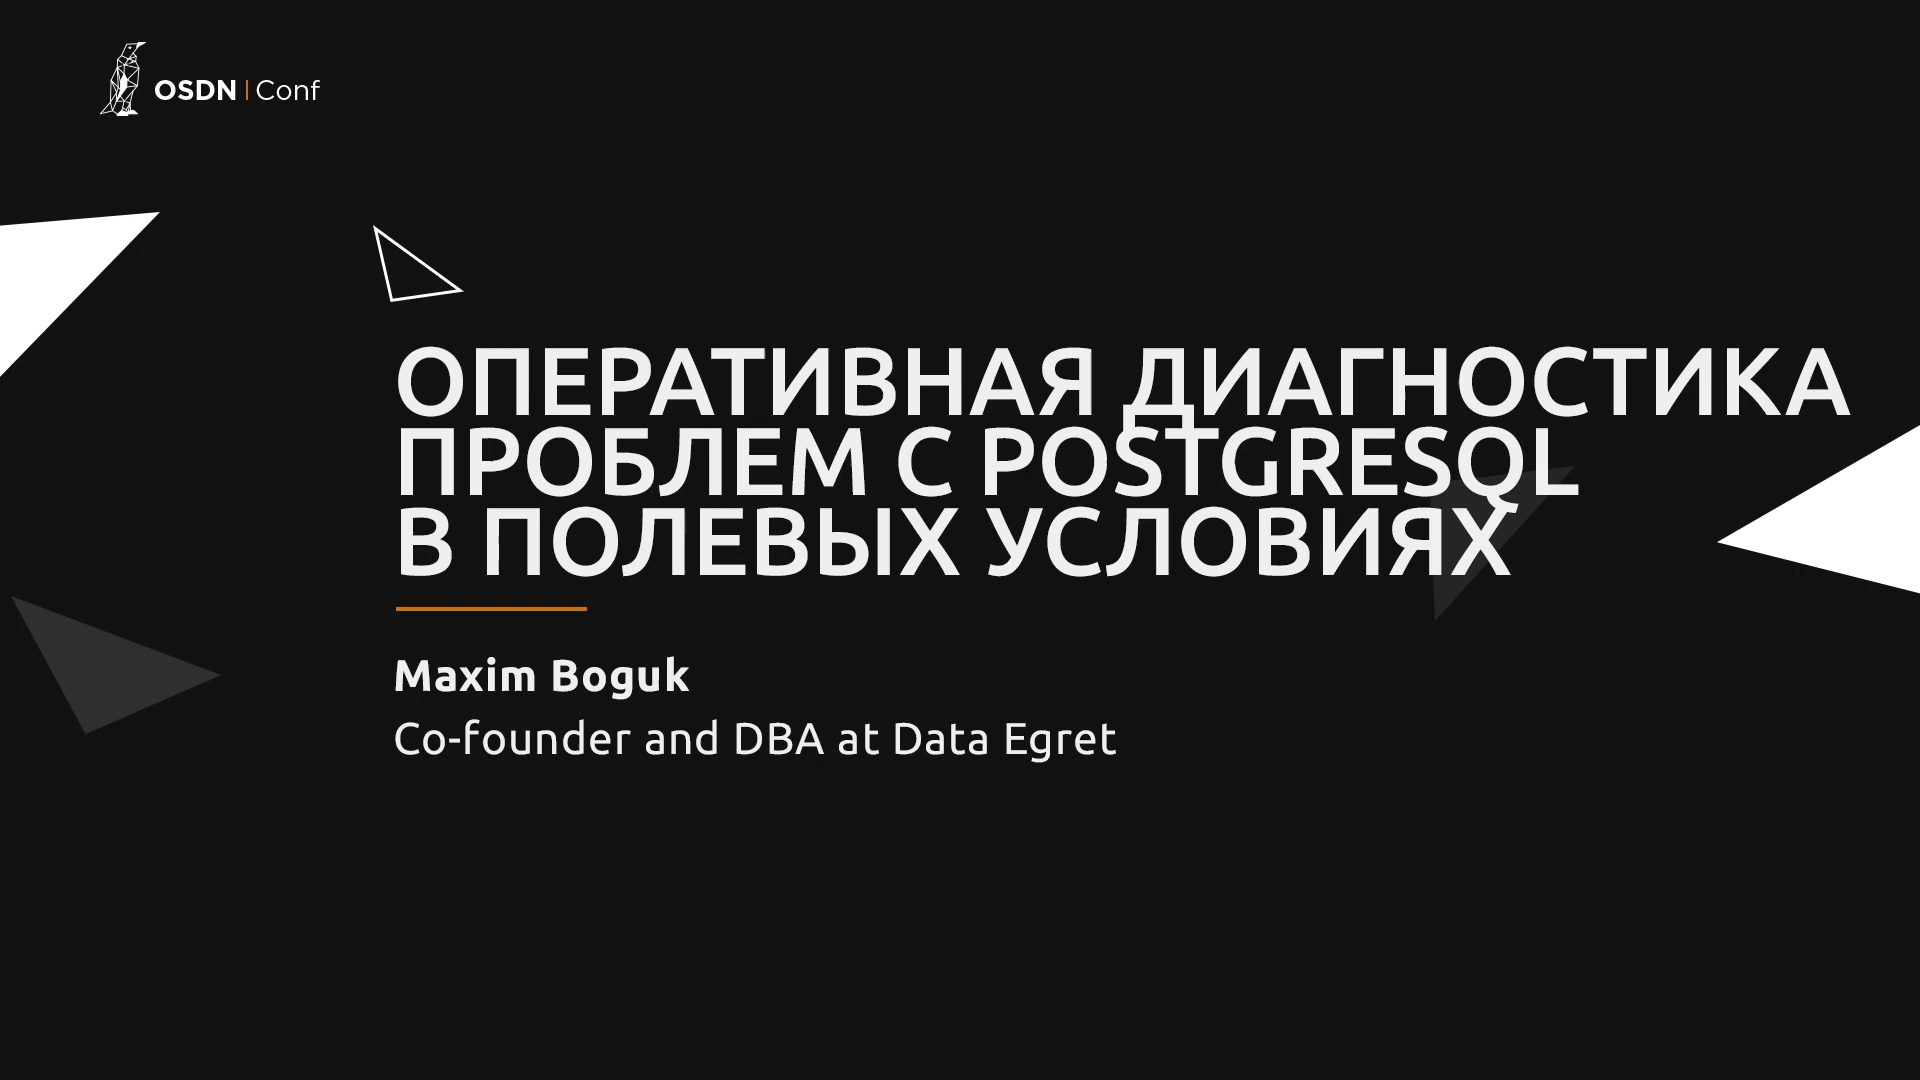 OSDN | Conf
ОПЕРАТИВНАЯ ДИАГНОСТИКА
ПРОБЛЕМ С POSTGRESQL
В ПОЛЕВЫХ УСЛОВИЯХ
Maxim Boguk
Co-founder and DBA at Data Egret